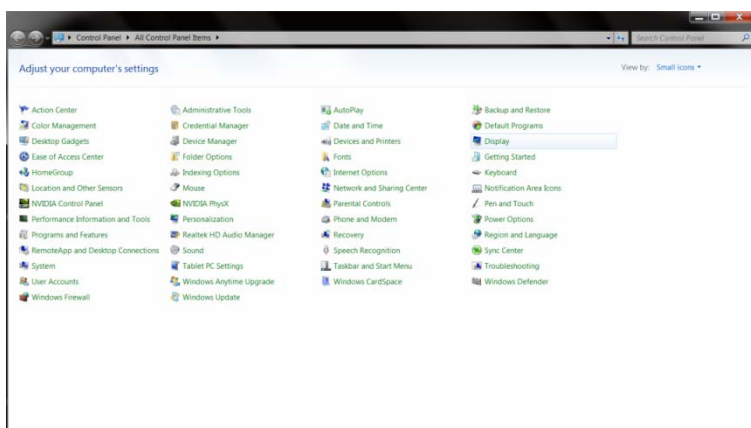 Control Panel ▸ All Control Panel Items ▸ Search Control Panel
Adjust your computer's settings View by: Small icons
Action Center Administrative Tools AutoPlay Backup and Restore
Color Management Credential Manager Date and Time Default Programs
Desktop Gadgets Device Manager Devices and Printers Display
Ease of Access Center Folder Options Fonts Getting Started
HomeGroup Indexing Options Internet Options Keyboard
Location and Other Sensors Mouse Network and Sharing Center Notification Area Icons
NVIDIA Control Panel NVIDIA PhysX Parental Controls Pen and Touch
Performance Information and Tools Personalization Phone and Modem Power Options
Programs and Features Realtek HD Audio Manager Recovery Region and Language
RemoteApp and Desktop Connections Sound Speech Recognition Sync Center
System Tablet PC Settings Taskbar and Start Menu Troubleshooting
User Accounts Windows Anytime Upgrade Windows CardSpace Windows Defender
Windows Firewall Windows Update